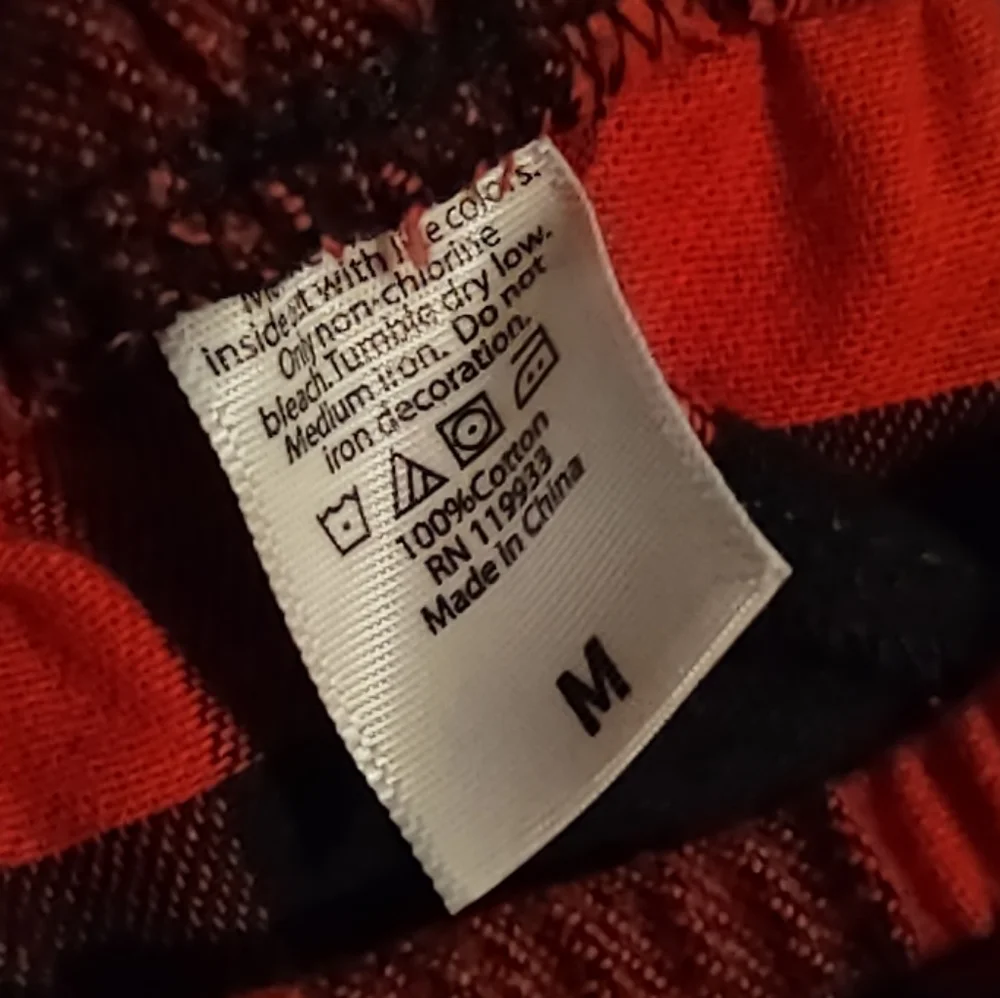 inside out with like colors.
Only non-chlorine
bleach. Tumble dry low.
Medium iron. Do not
iron decoration.
100%Cotton
RN 119933
Made in China
M